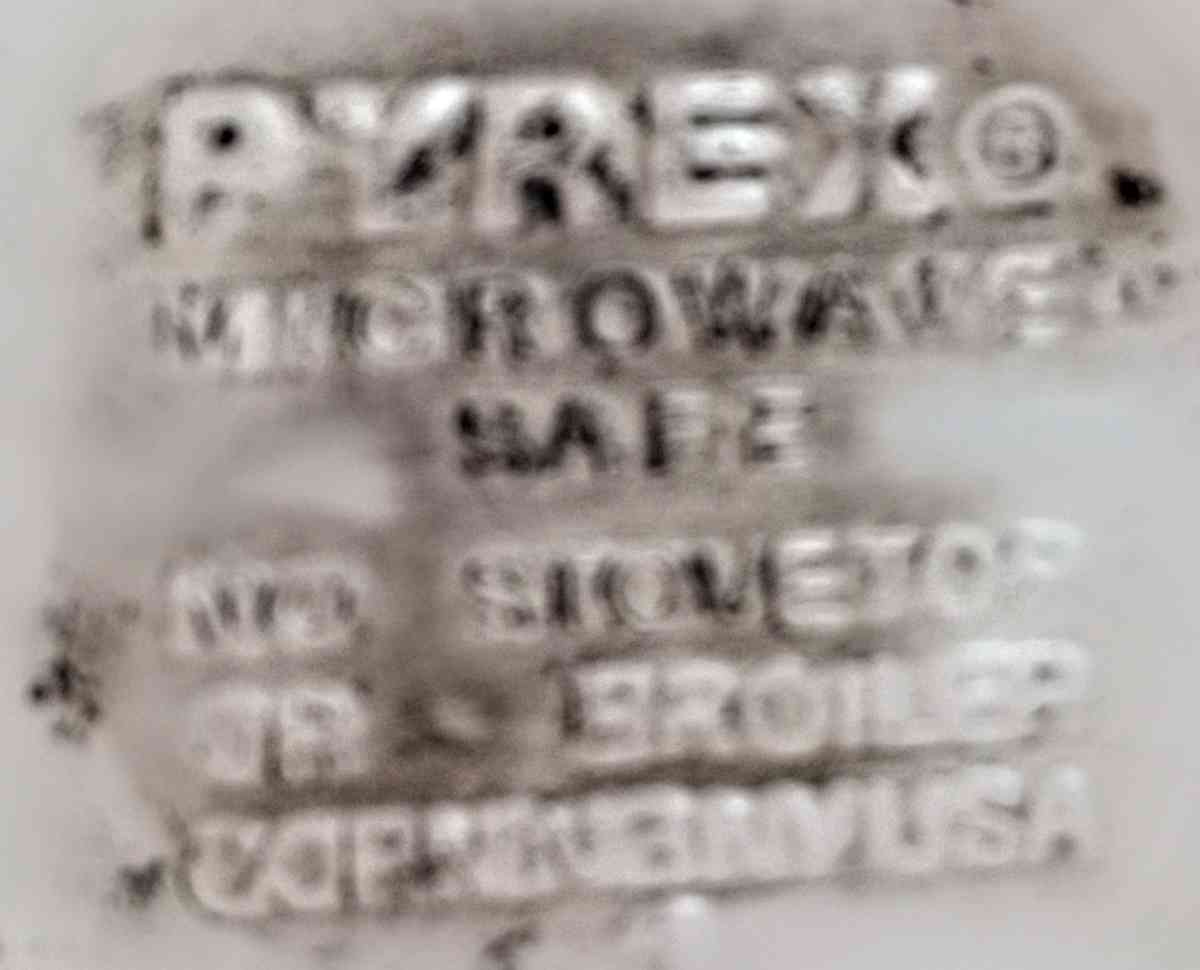 PYREX®
MICROWAVE
SAFE
NO STOVETOP
OR BROILER
CORNING NY USA